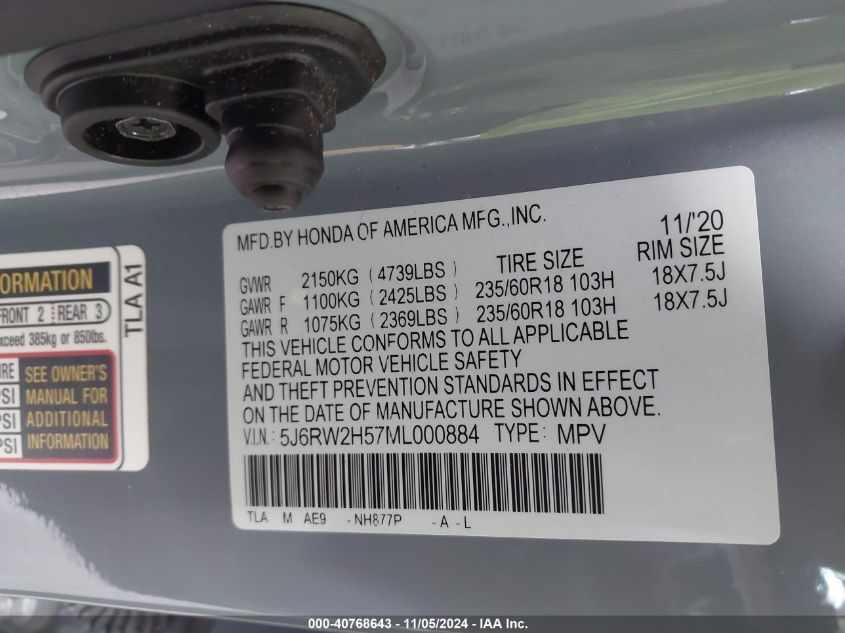 MFD.BY HONDA OF AMERICA MFG.,INC. 11/'20
TIRE SIZE RIM SIZE
GVWR 2150KG (4739LBS)
GAWR F 1100KG (2425LBS) 235/60R18 103H 18X7.5J
GAWR R 1075KG (2369LBS) 235/60R18 103H 18X7.5J
THIS VEHICLE CONFORMS TO ALL APPLICABLE
FEDERAL MOTOR VEHICLE SAFETY
AND THEFT PREVENTION STANDARDS IN EFFECT
ON THE DATE OF MANUFACTURE SHOWN ABOVE.
V.I.N.: 5J6RW2H57ML000884 TYPE: MPV
TLA M AE9 -NH877P -A -L
TLA A1
FRONT 2 REAR 3
385kg or 850lbs.
SEE OWNER'S
PSI MANUAL FOR
PSI ADDITIONAL
PSI INFORMATION
000-40768643 - 11/05/2024 - IAA Inc.